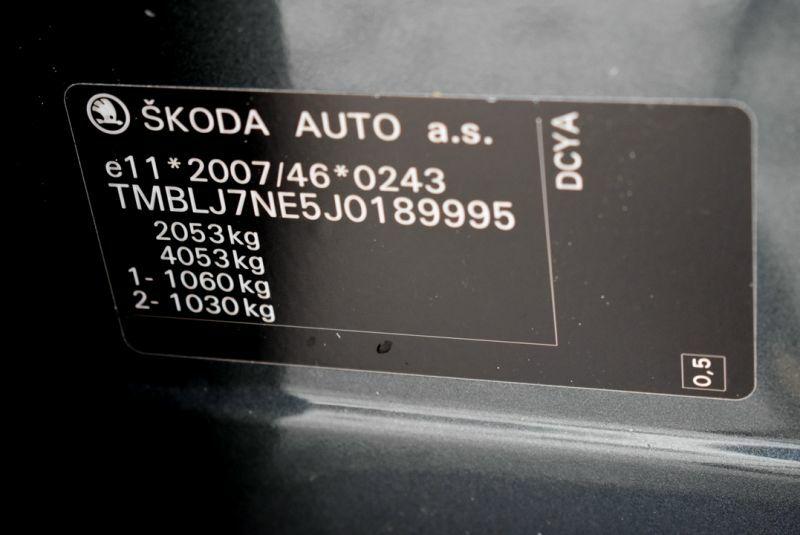 ŠKODA AUTO a.s.
e11*2007/46*0243
TMBLJ7NE5J0189995
2053kg
4053kg
1- 1060kg
2- 1030kg
DCYA
0,5